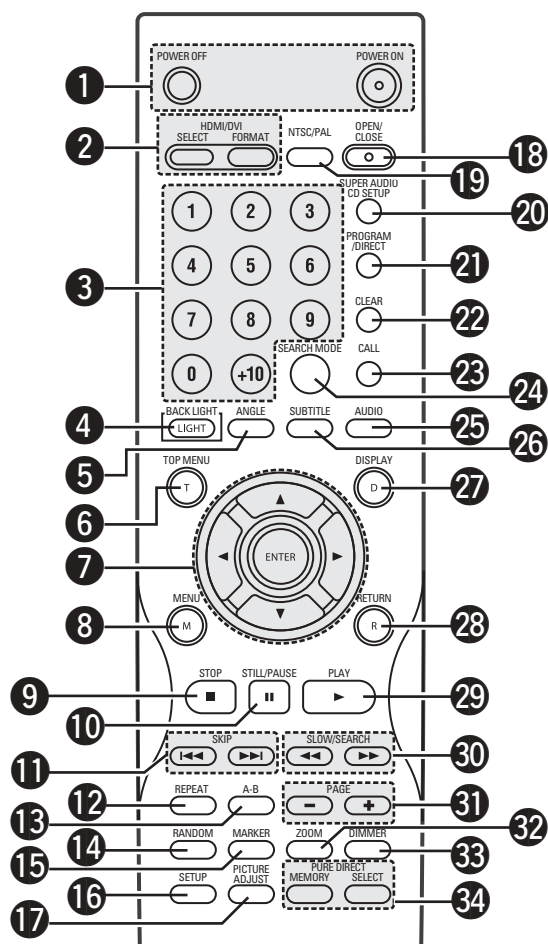 POWER OFF
POWER ON
1
HDMI/DVI
SELECT
FORMAT
NTSC/PAL
OPEN/
CLOSE
2
18
19
1
2
3
SUPER AUDIO
CD SETUP
20
PROGRAM
/DIRECT
4
5
6
21
3
7
8
9
CLEAR
22
SEARCH MODE
CALL
0
+10
23
24
BACK LIGHT
ANGLE
SUBTITLE
AUDIO
4
LIGHT
25
5
26
TOP MENU
DISPLAY
T
D
27
6
ENTER
7
MENU
RETURN
8
M
R
28
STOP
STILL/PAUSE
PLAY
9
29
10
SKIP
SLOW/SEARCH
11
30
REPEAT
A-B
PAGE
12
–
+
31
13
RANDOM
MARKER
ZOOM
DIMMER
32
14
15
33
SETUP
PICTURE
ADJUST
PURE DIRECT
MEMORY
SELECT
16
34
17